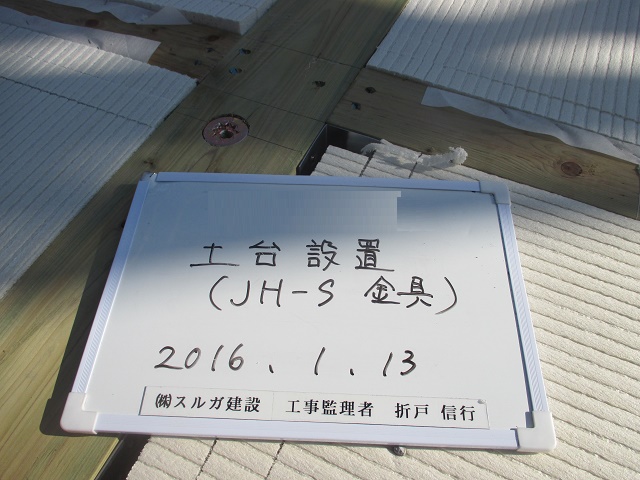 土台 設置
(JH-S 金具)
2016. 1. 13
㈱スルガ建設 工事監理者 折戸 信行